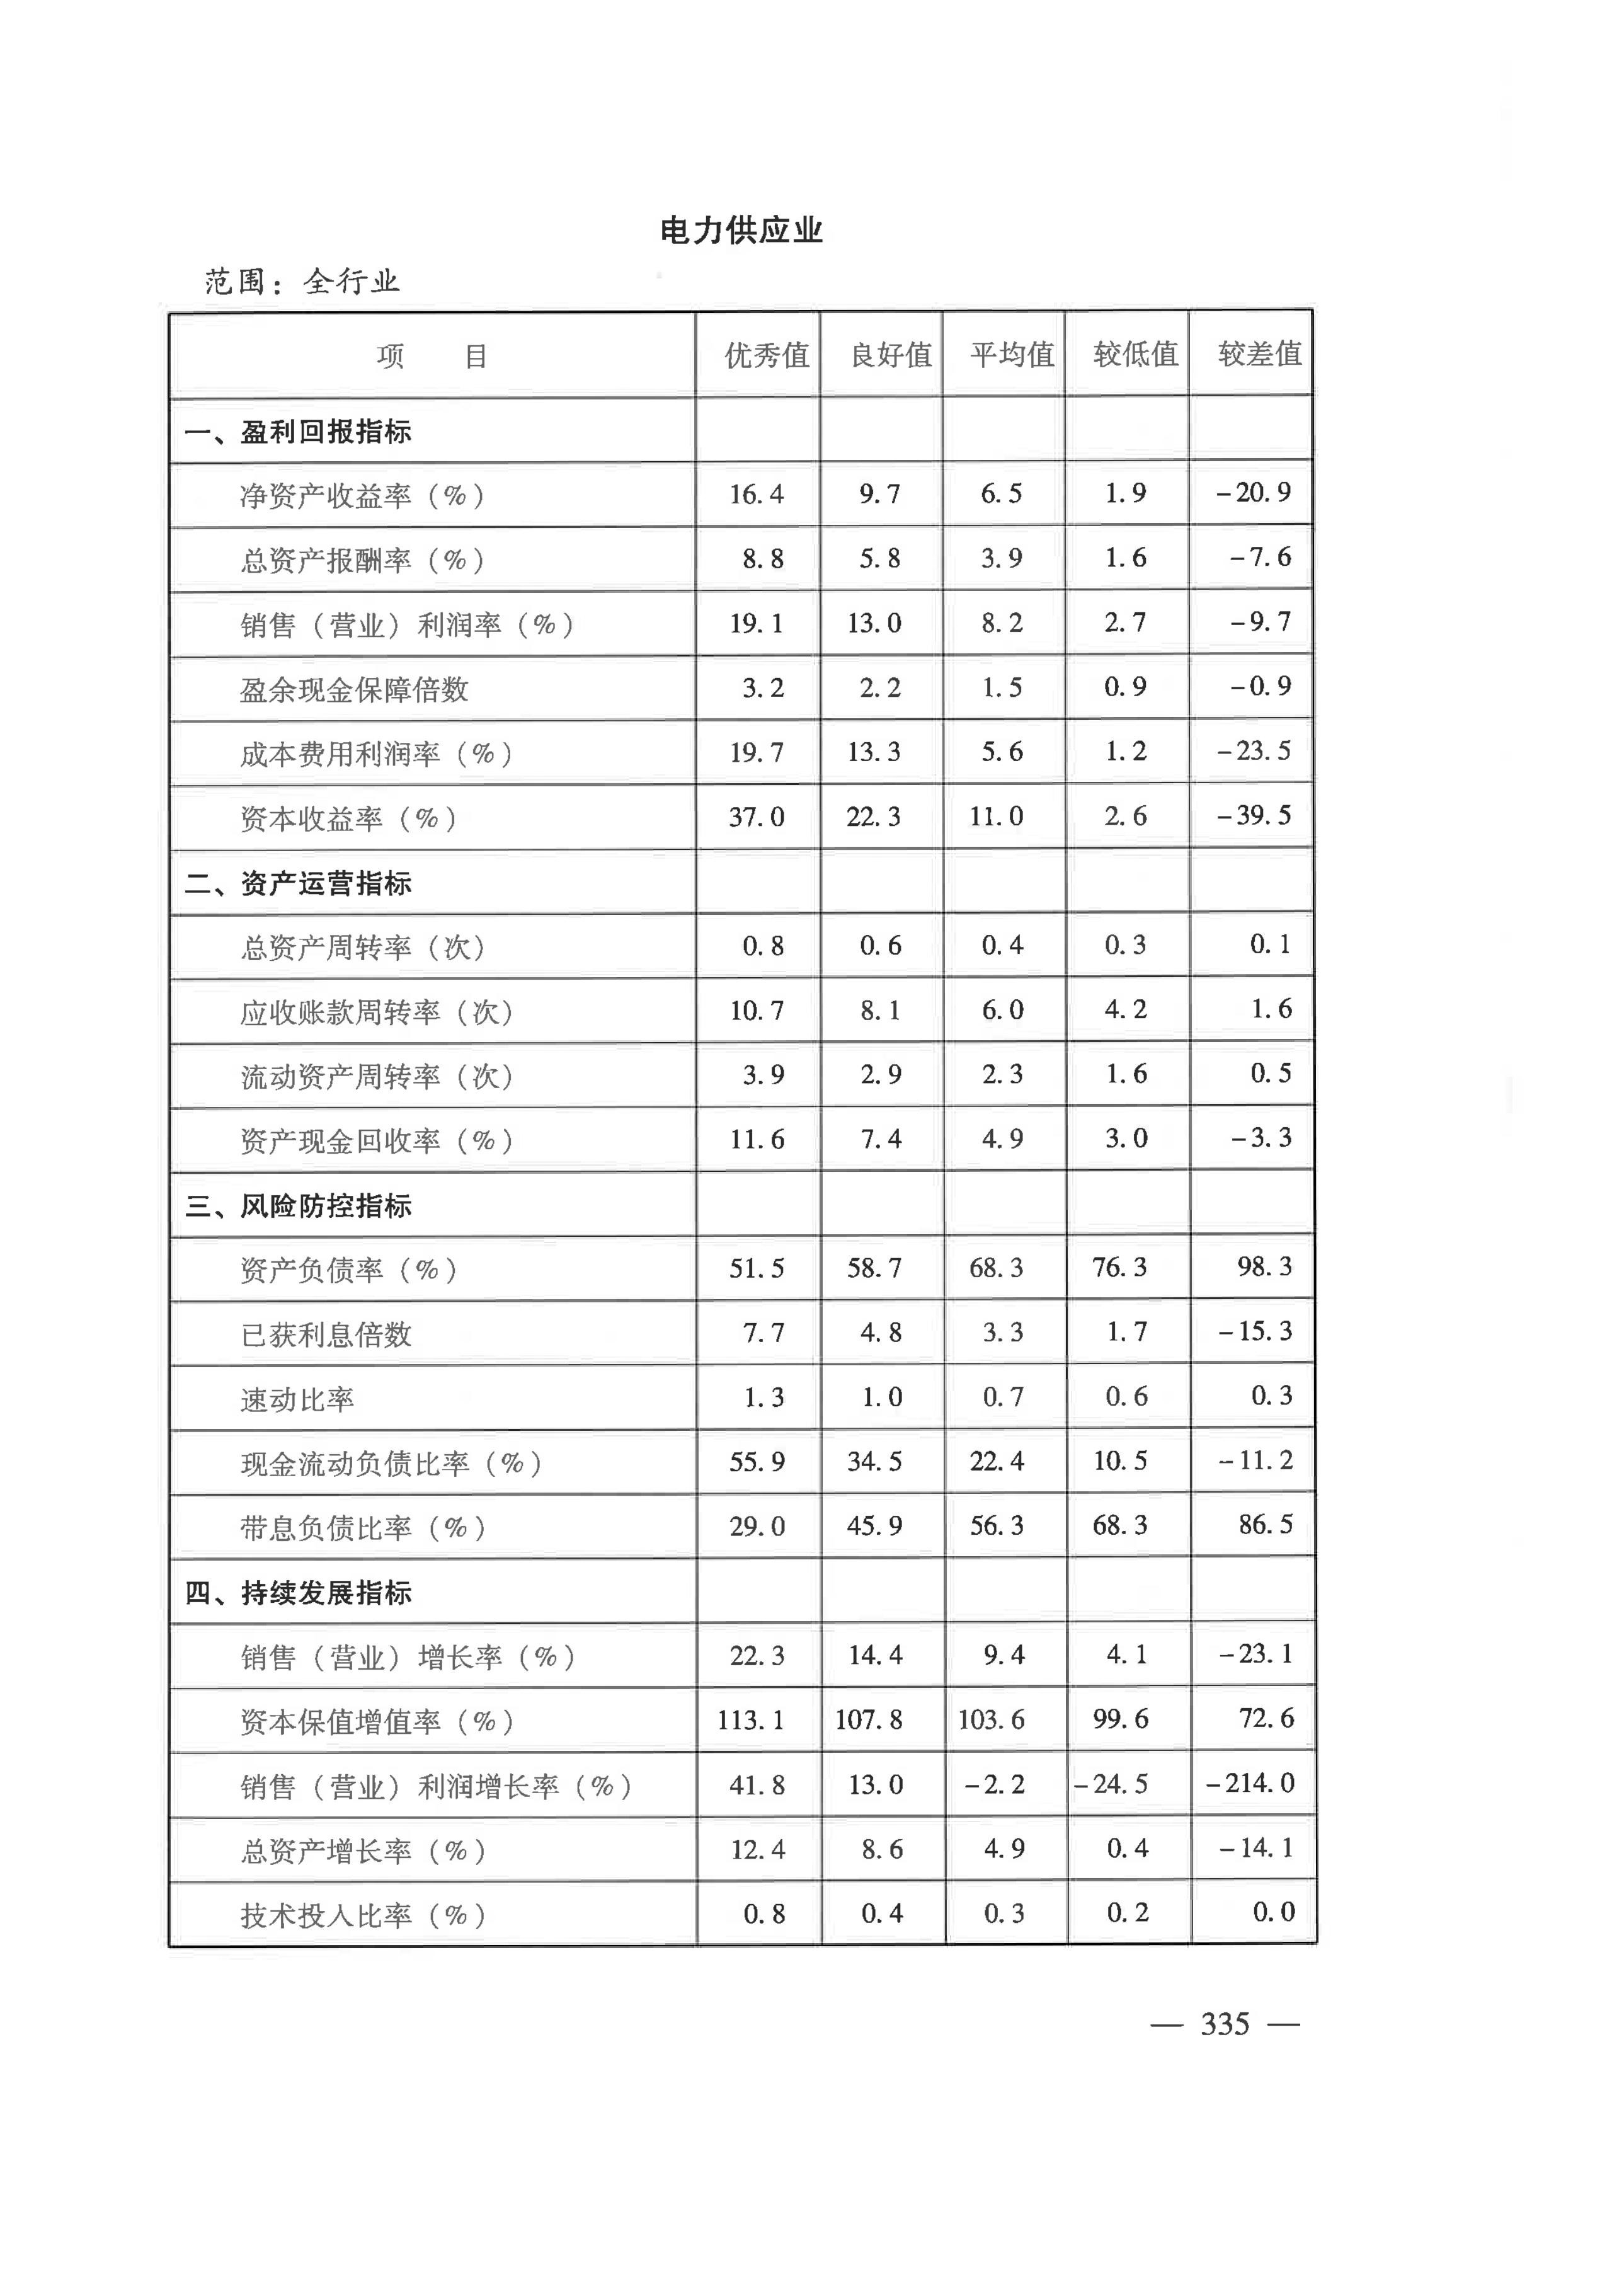 电力供应业
范围：全行业
项　　目 优秀值 良好值 平均值 较低值 较差值
一、盈利回报指标
净资产收益率（%） 16.4 9.7 6.5 1.9 -20.9
总资产报酬率（%） 8.8 5.8 3.9 1.6 -7.6
销售（营业）利润率（%） 19.1 13.0 8.2 2.7 -9.7
盈余现金保障倍数 3.2 2.2 1.5 0.9 -0.9
成本费用利润率（%） 19.7 13.3 5.6 1.2 -23.5
资本收益率（%） 37.0 22.3 11.0 2.6 -39.5
二、资产运营指标
总资产周转率（次） 0.8 0.6 0.4 0.3 0.1
应收账款周转率（次） 10.7 8.1 6.0 4.2 1.6
流动资产周转率（次） 3.9 2.9 2.3 1.6 0.5
资产现金回收率（%） 11.6 7.4 4.9 3.0 -3.3
三、风险防控指标
资产负债率（%） 51.5 58.7 68.3 76.3 98.3
已获利息倍数 7.7 4.8 3.3 1.7 -15.3
速动比率 1.3 1.0 0.7 0.6 0.3
现金流动负债比率（%） 55.9 34.5 22.4 10.5 -11.2
带息负债比率（%） 29.0 45.9 56.3 68.3 86.5
四、持续发展指标
销售（营业）增长率（%） 22.3 14.4 9.4 4.1 -23.1
资本保值增值率（%） 113.1 107.8 103.6 99.6 72.6
销售（营业）利润增长率（%） 41.8 13.0 -2.2 -24.5 -214.0
总资产增长率（%） 12.4 8.6 4.9 0.4 -14.1
技术投入比率（%） 0.8 0.4 0.3 0.2 0.0
— 335 —